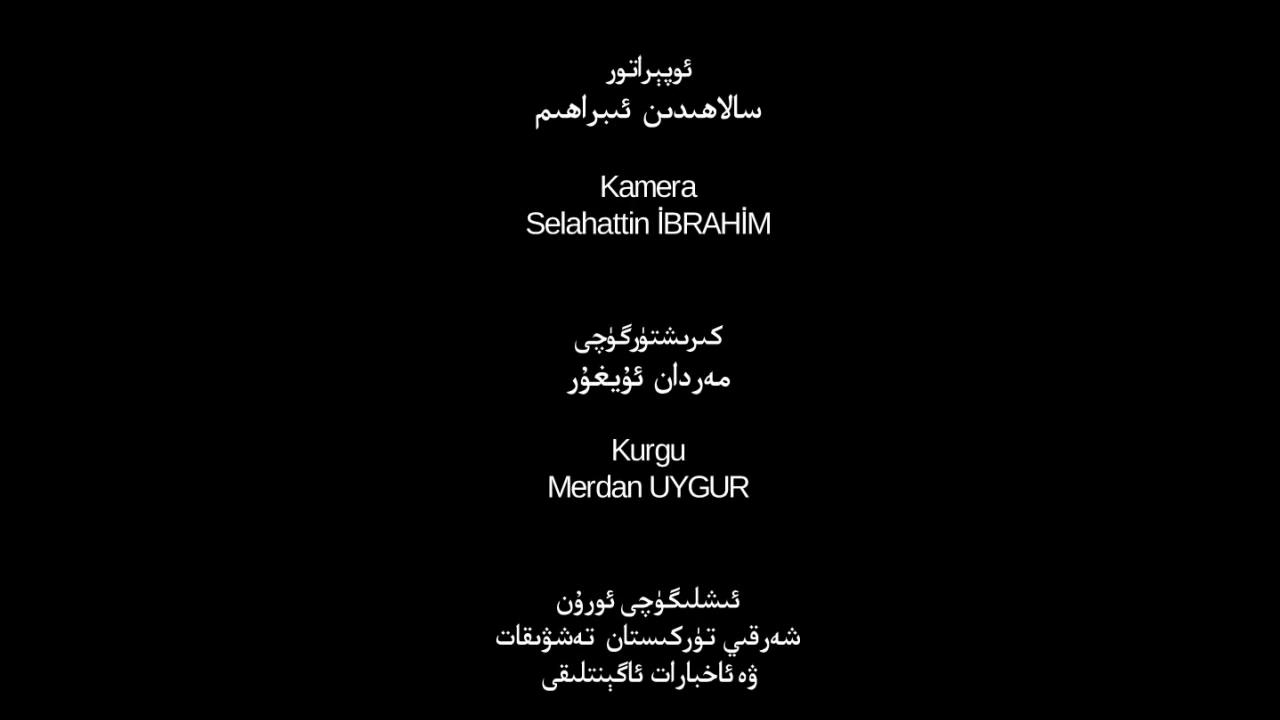 ئوپېراتور
سالاھىدىن ئىبراھىم
Kamera
Selahattin İBRAHİM
كىرىشتۈرگۈچى
مەردان ئۇيغۇر
Kurgu
Merdan UYGUR
ئىشلىگۈچى ئورۇن
شەرقىي تۈركىستان تەشۋىقات
ۋە ئاخبارات ئاگېنتلىقى